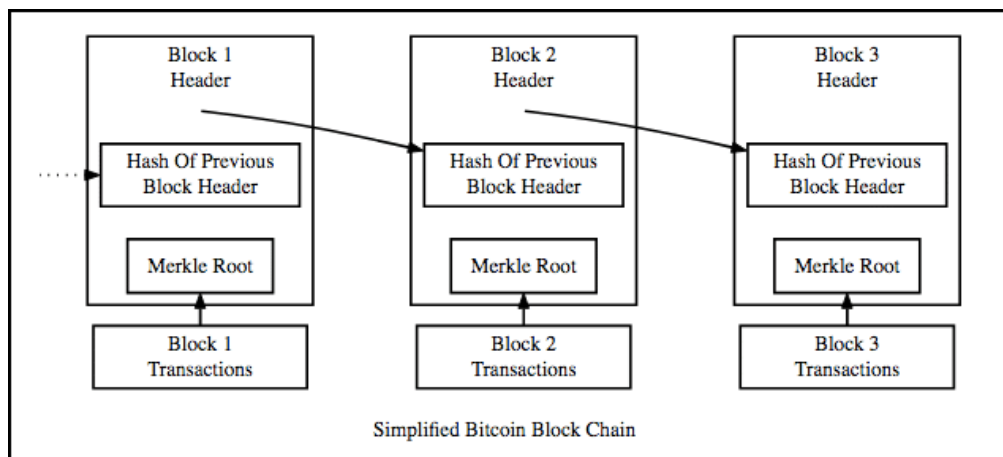 Block 1
Header
Hash Of Previous
Block Header
Merkle Root
Block 1
Transactions
Block 2
Header
Hash Of Previous
Block Header
Merkle Root
Block 2
Transactions
Block 3
Header
Hash Of Previous
Block Header
Merkle Root
Block 3
Transactions
Simplified Bitcoin Block Chain